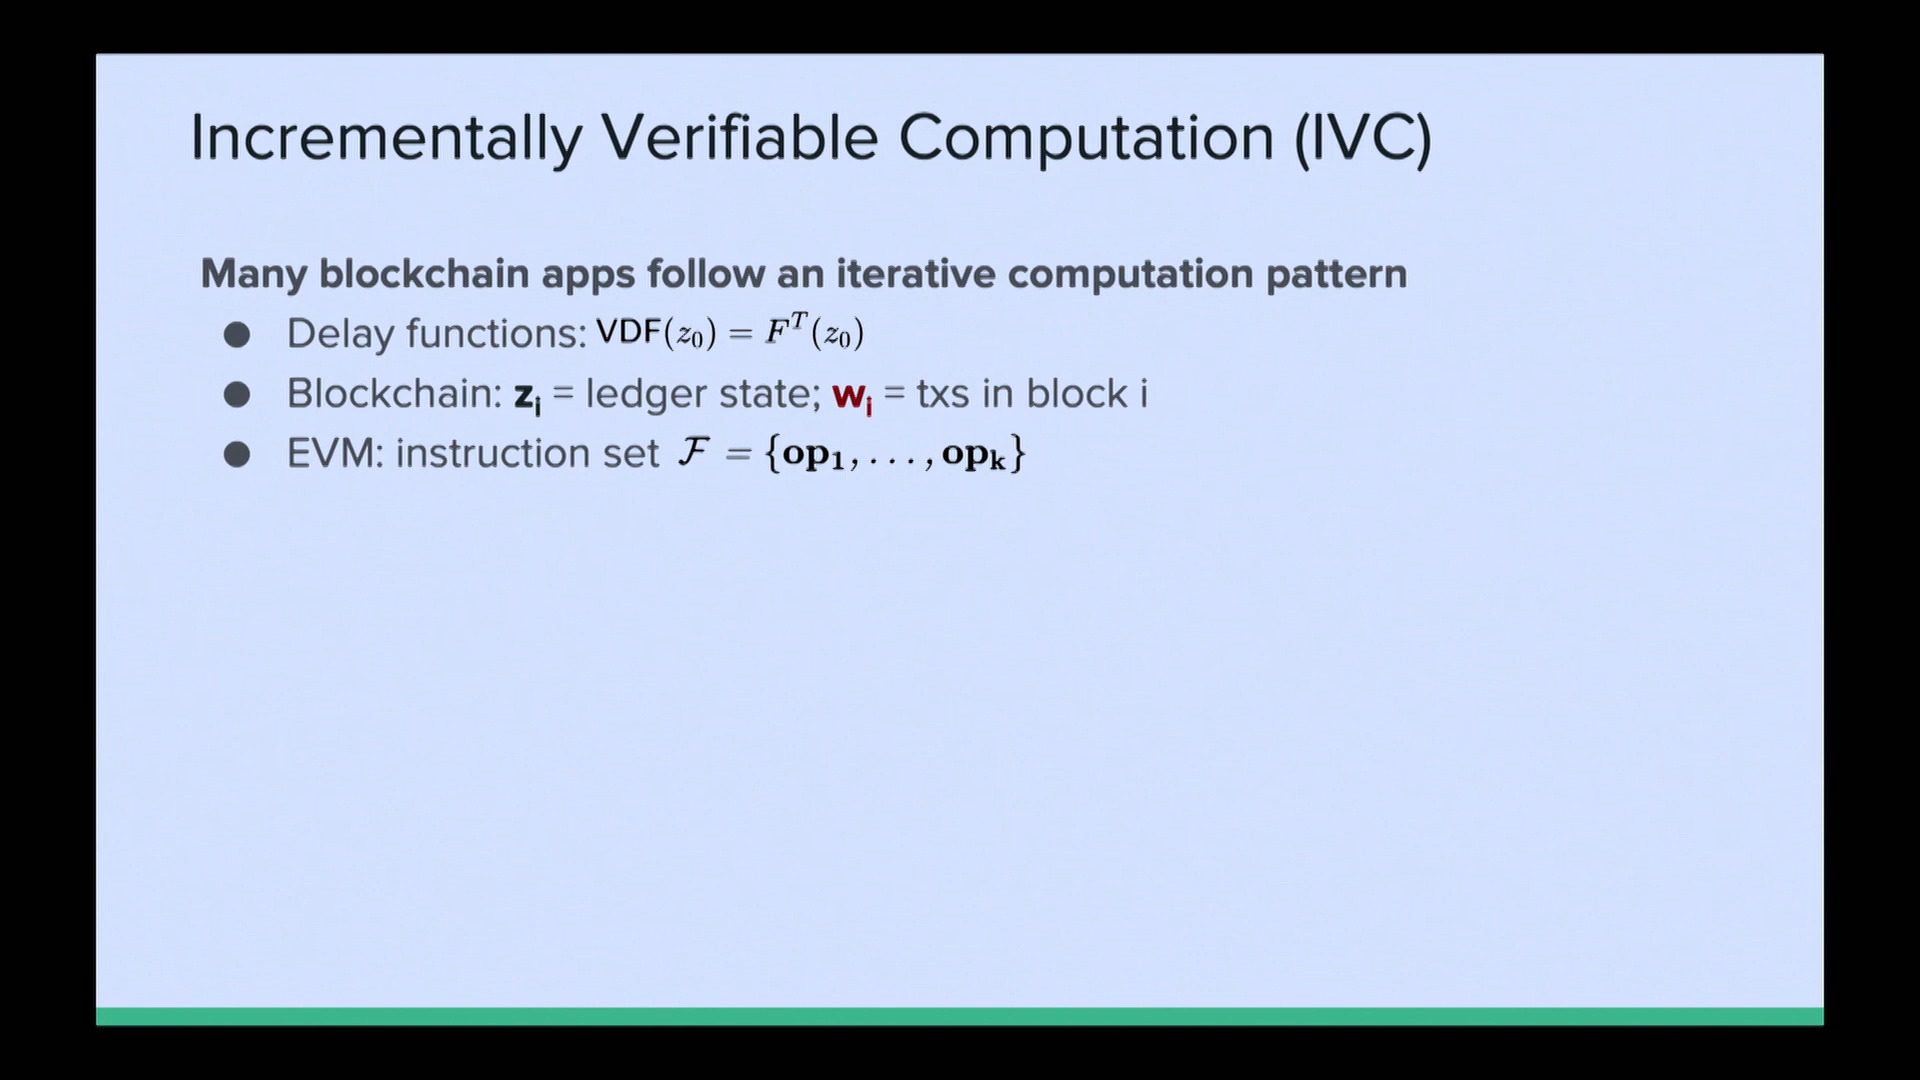 Incrementally Verifiable Computation (IVC)
Many blockchain apps follow an iterative computation pattern
● Delay functions: VDF(z₀) = Fᵀ(z₀)
● Blockchain: zᵢ = ledger state; wᵢ = txs in block i
● EVM: instruction set ℱ = {op₁, . . . , opₖ}